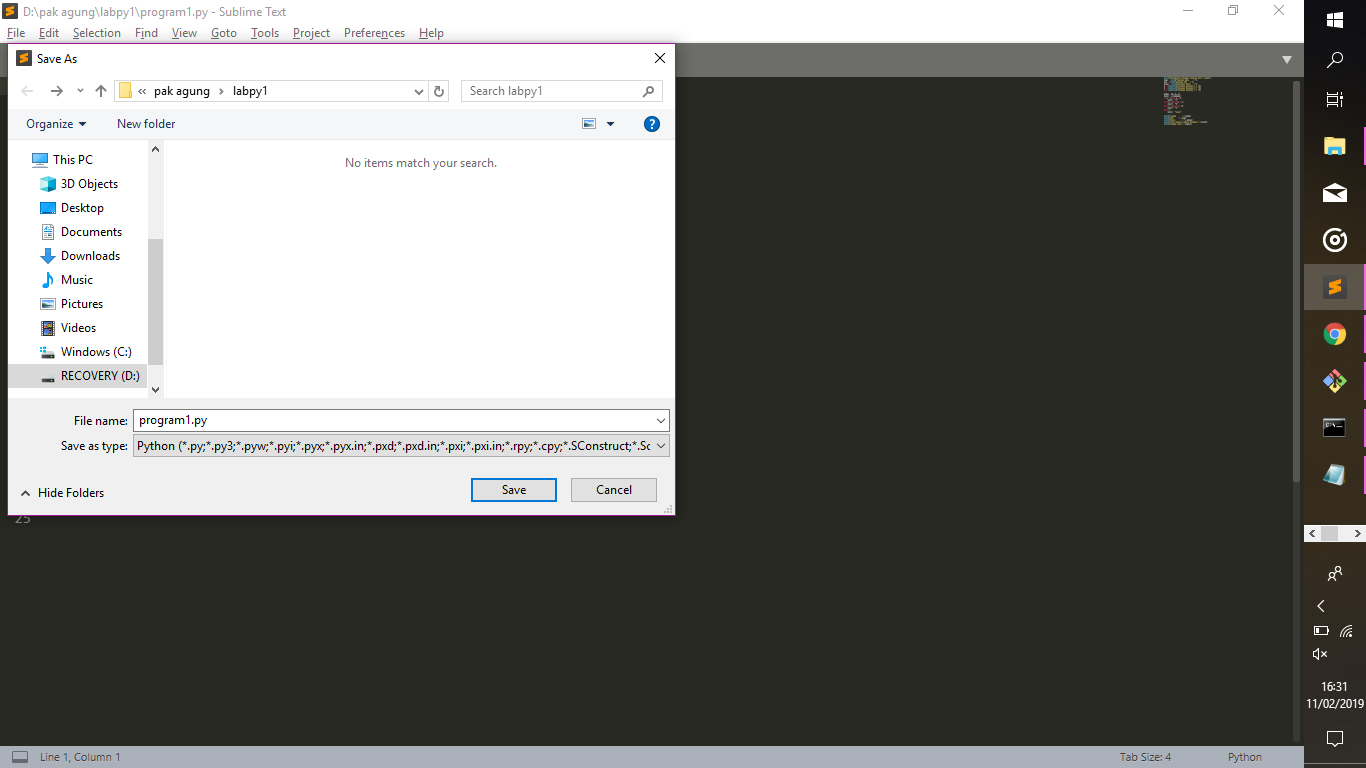 D:\pak agung\labpy1\program1.py - Sublime Text
File Edit Selection Find View Goto Tools Project Preferences Help
Save As
« pak agung > labpy1
Search labpy1
Organize
New folder
This PC
3D Objects
Desktop
Documents
Downloads
Music
Pictures
Videos
Windows (C:)
RECOVERY (D:)
No items match your search.
File name: program1.py
Save as type: Python (*.py;*.py3;*.pyw;*.pyi;*.pyx;*.pyx.in;*.pxd;*.pxd.in;*.pxi;*.pxi.in;*.rpy;*.cpy;*.SConstruct;*.Sc
Hide Folders
Save
Cancel
25
Line 1, Column 1
Tab Size: 4
Python
16:31
11/02/2019